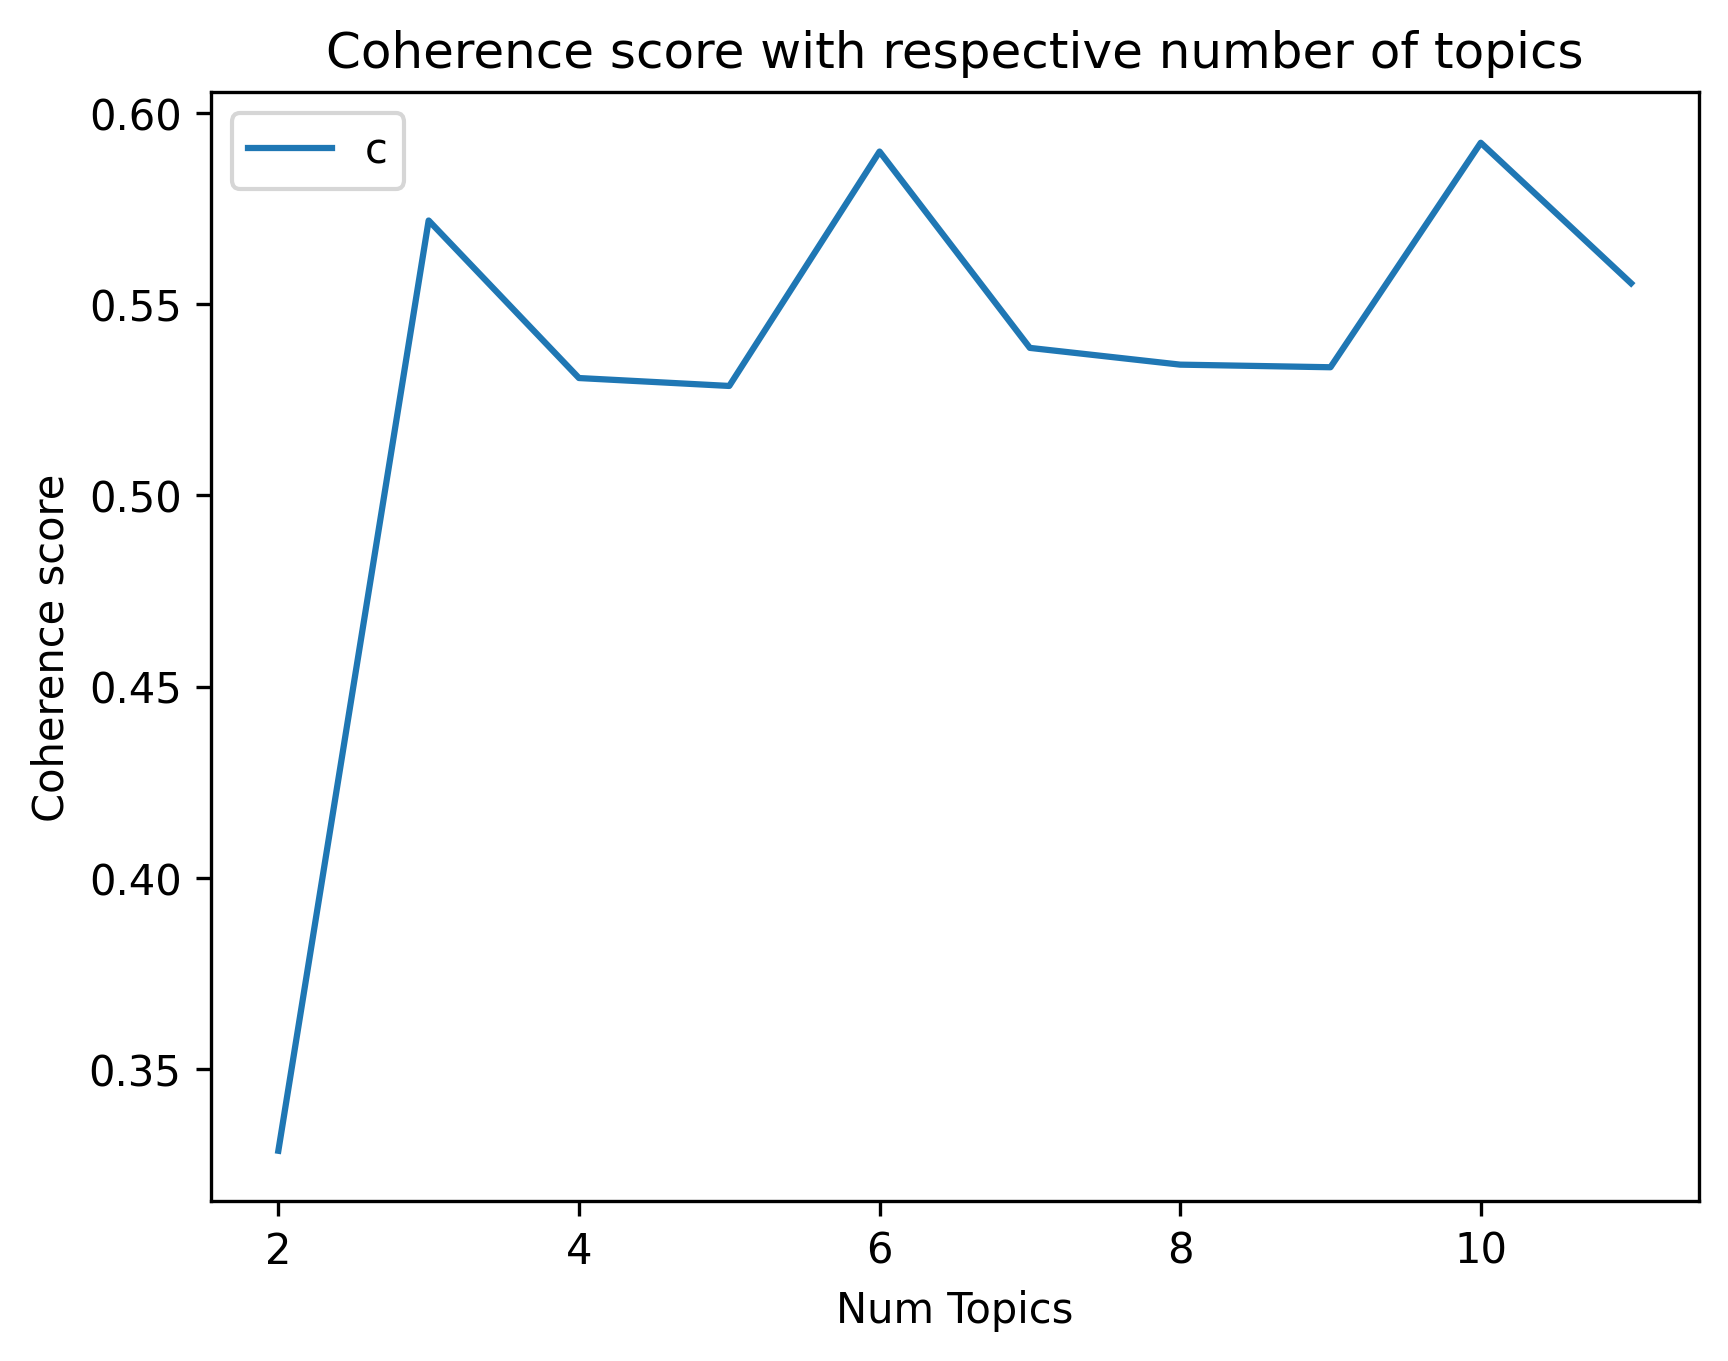 Coherence score with respective number of topics
c
0.60
0.55
0.50
0.45
0.40
0.35
Coherence score
2 4 6 8 10
Num Topics